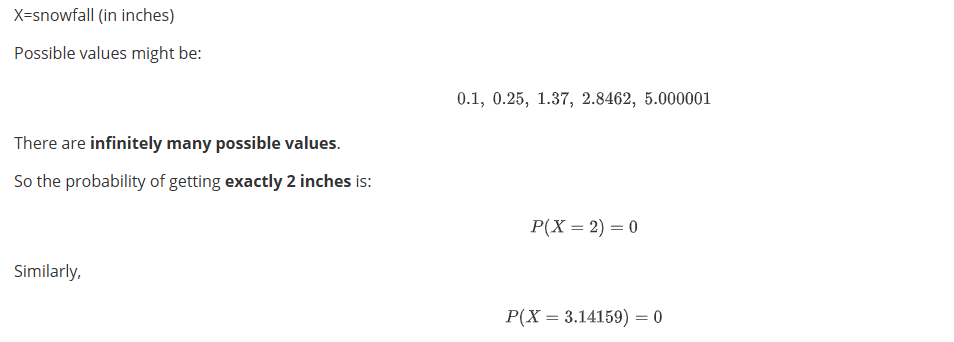 X=snowfall (in inches)
Possible values might be:
0.1, 0.25, 1.37, 2.8462, 5.000001
There are infinitely many possible values.
So the probability of getting exactly 2 inches is:
P(X = 2) = 0
Similarly,
P(X = 3.14159) = 0